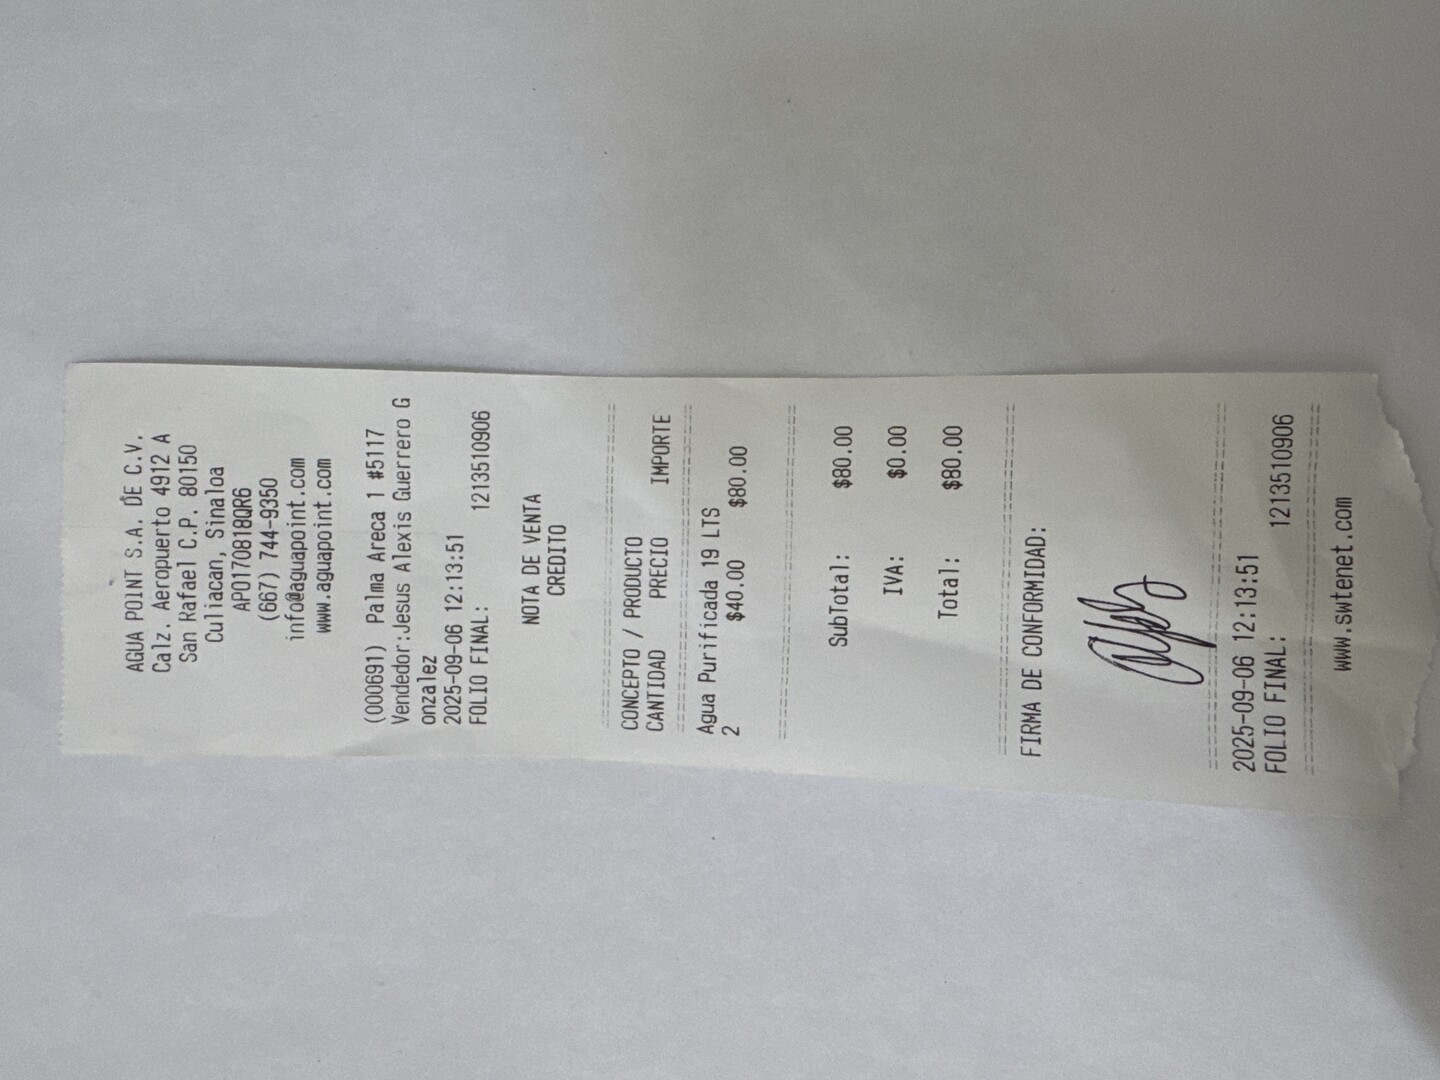 AGUA POINT S.A. DE C.V.
Calz. Aeropuerto 4912 A
San Rafael C.P. 80150
Culiacan, Sinaloa
APO170818QR6
(667) 744-9350
info@aguapoint.com
www.aguapoint.com
(000691) Palma Areca 1 #5117
Vendedor:Jesus Alexis Guerrero G
onzalez
2025-09-06 12:13:51
FOLIO FINAL: 1213510906
NOTA DE VENTA
CREDITO
CONCEPTO / PRODUCTO
CANTIDAD PRECIO IMPORTE
Agua Purificada 19 LTS
2 $40.00 $80.00
SubTotal: $80.00
IVA: $0.00
Total: $80.00
FIRMA DE CONFORMIDAD:
2025-09-06 12:13:51
FOLIO FINAL: 1213510906
www.swtenet.com